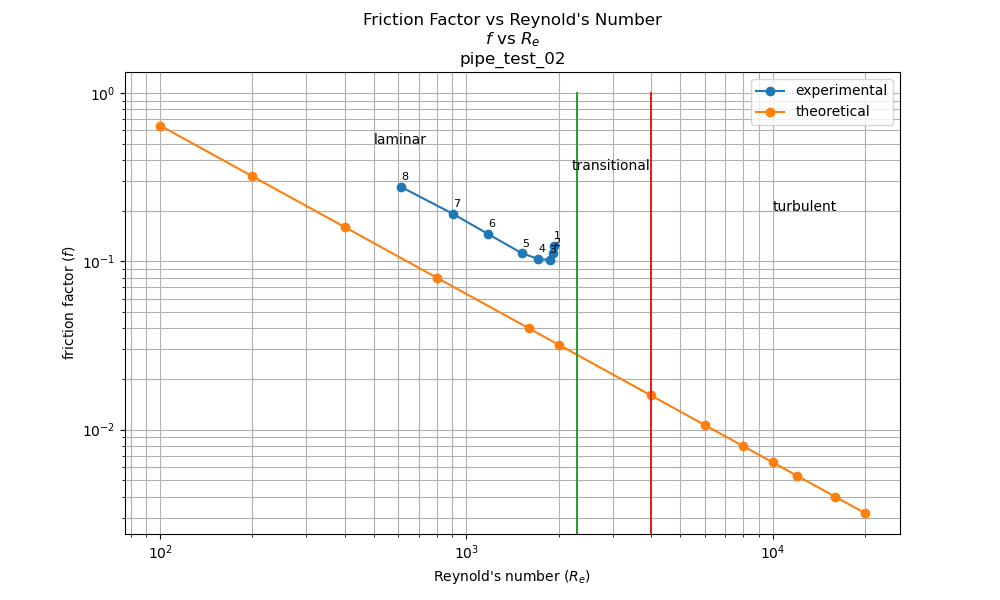 Friction Factor vs Reynold's Number
f vs Re
pipe_test_02
experimental
theoretical
laminar
transitional
turbulent
8
7
6
5
4
3
2
1
friction factor (f)
10^0
10^-1
10^-2
10^2
10^3
10^4
Reynold's number (Re)